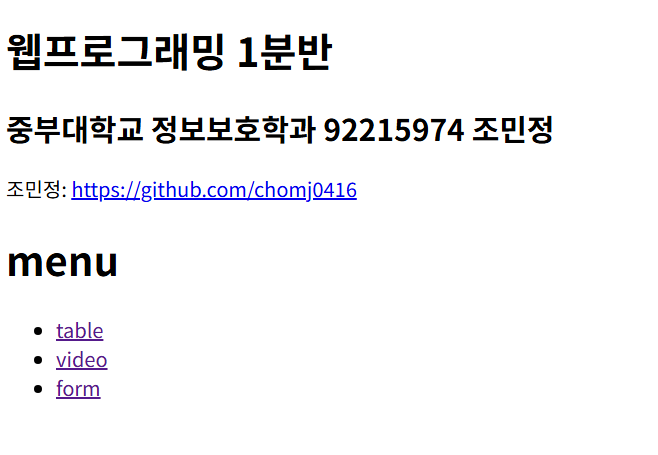 웹프로그래밍 1분반
중부대학교 정보보호학과 92215974 조민정
조민정: https://github.com/chomj0416
menu
table
video
form